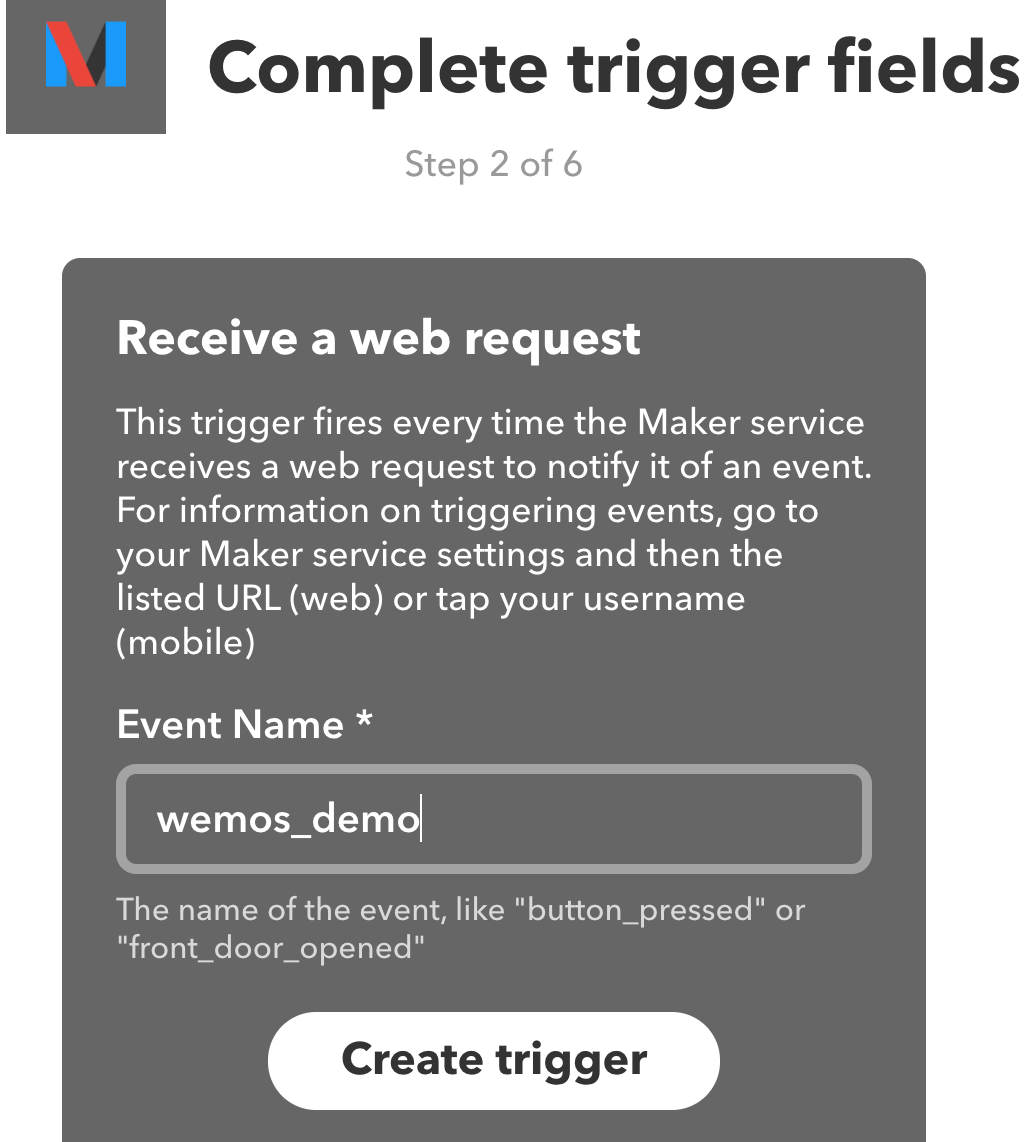 Complete trigger fields
Step 2 of 6
Receive a web request
This trigger fires every time the Maker service
receives a web request to notify it of an event.
For information on triggering events, go to
your Maker service settings and then the
listed URL (web) or tap your username
(mobile)
Event Name *
wemos_demo
The name of the event, like "button_pressed" or
"front_door_opened"
Create trigger